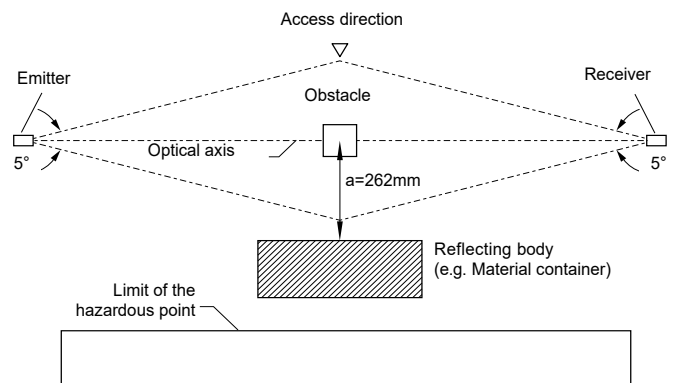 Access direction
Emitter
Receiver
Obstacle
Optical axis
5°
5°
a=262mm
Reflecting body
(e.g. Material container)
Limit of the
hazardous point